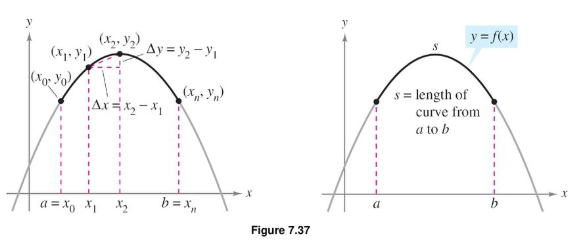 y
(x₂, y₂)
(x₁, y₁)
Δy = y₂ − y₁
(x₀, y₀)
Δx = x₂ − x₁
(xₙ, yₙ)
x
a = x₀ x₁ x₂ b = xₙ
y
y = f(x)
s
s = length of
curve from
a to b
x
a b
Figure 7.37